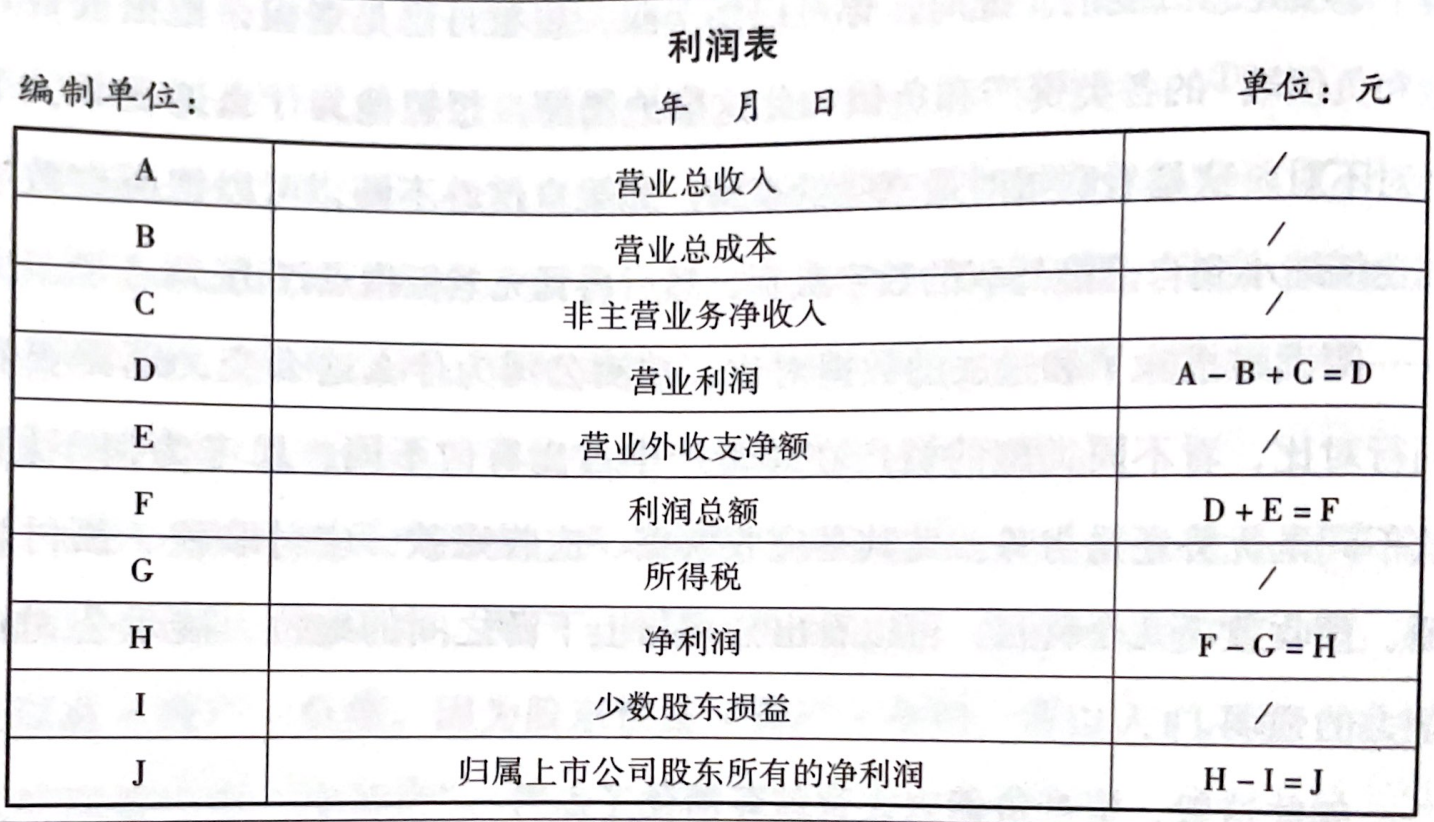 利润表
编制单位： 年 月 日 单位：元
A 营业总收入 /
B 营业总成本 /
C 非主营业务净收入 /
D 营业利润 A－B＋C＝D
E 营业外收支净额 /
F 利润总额 D＋E＝F
G 所得税 /
H 净利润 F－G＝H
I 少数股东损益 /
J 归属上市公司股东所有的净利润 H－I＝J